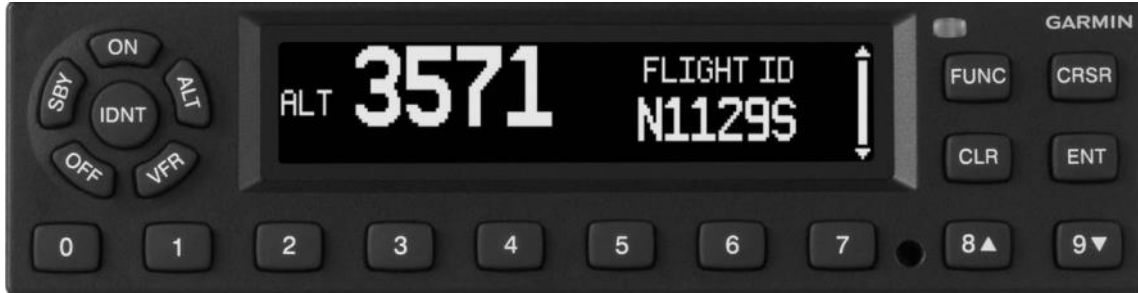 GARMIN
ON
SBY
ALT
IDNT
OFF
VFR
ALT 3571
FLIGHT ID
N1129S
FUNC
CRSR
CLR
ENT
0 1 2 3 4 5 6 7 8▲ 9▼